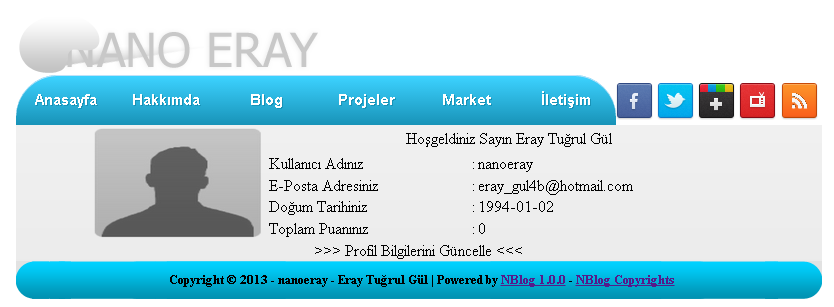 NANO ERAY
Anasayfa Hakkımda Blog Projeler Market İletişim
Hoşgeldiniz Sayın Eray Tuğrul Gül
Kullanıcı Adınız : nanoeray
E-Posta Adresiniz : eray_gul4b@hotmail.com
Doğum Tarihiniz : 1994-01-02
Toplam Puanınız : 0
>>> Profil Bilgilerini Güncelle <<<
Copyright © 2013 - nanoeray - Eray Tuğrul Gül | Powered by NBlog 1.0.0 - NBlog Copyrights